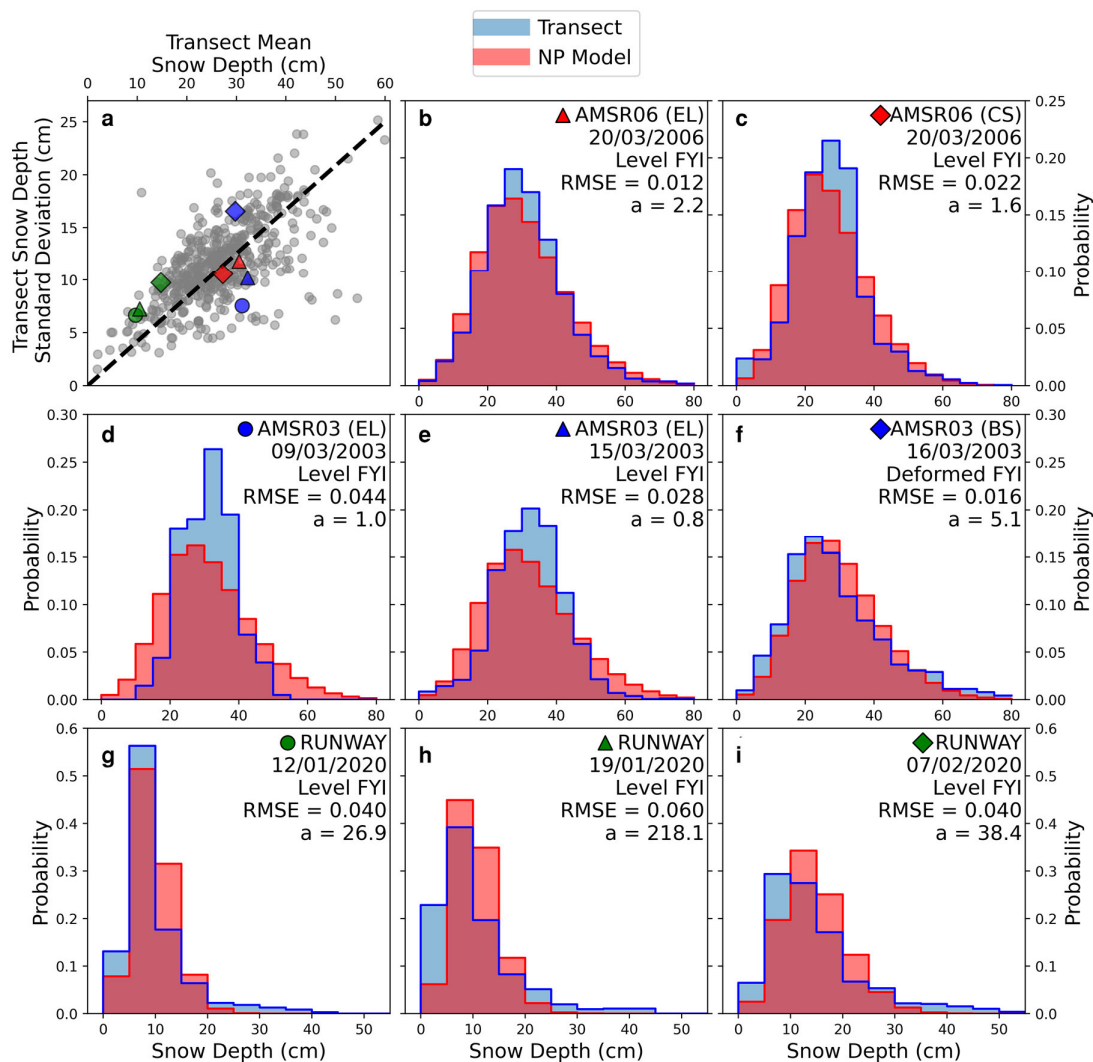 Transect
NP Model
Transect Mean
Snow Depth (cm)
0 10 20 30 40 50 60
Transect Snow Depth
Standard Deviation (cm)
25
20
15
10
5
0
a
b
AMSR06 (EL)
20/03/2006
Level FYI
RMSE = 0.012
a = 2.2
0 20 40 60 80
c
AMSR06 (CS)
20/03/2006
Level FYI
RMSE = 0.022
a = 1.6
0 20 40 60 80
0.25
0.20
0.15
0.10
0.05
0.00
Probability
Probability
0.30
0.25
0.20
0.15
0.10
0.05
0.00
d
AMSR03 (EL)
09/03/2003
Level FYI
RMSE = 0.044
a = 1.0
0 20 40 60 80
e
AMSR03 (EL)
15/03/2003
Level FYI
RMSE = 0.028
a = 0.8
0 20 40 60 80
f
AMSR03 (BS)
16/03/2003
Deformed FYI
RMSE = 0.016
a = 5.1
0 20 40 60 80
0.30
0.25
0.20
0.15
0.10
0.05
0.00
Probability
Probability
0.6
0.5
0.4
0.3
0.2
0.1
0.0
g
RUNWAY
12/01/2020
Level FYI
RMSE = 0.040
a = 26.9
0 10 20 30 40 50
Snow Depth (cm)
h
RUNWAY
19/01/2020
Level FYI
RMSE = 0.060
a = 218.1
0 10 20 30 40 50
Snow Depth (cm)
i
RUNWAY
07/02/2020
Level FYI
RMSE = 0.040
a = 38.4
0 10 20 30 40 50
Snow Depth (cm)
0.6
0.5
0.4
0.3
0.2
0.1
0.0
Probability